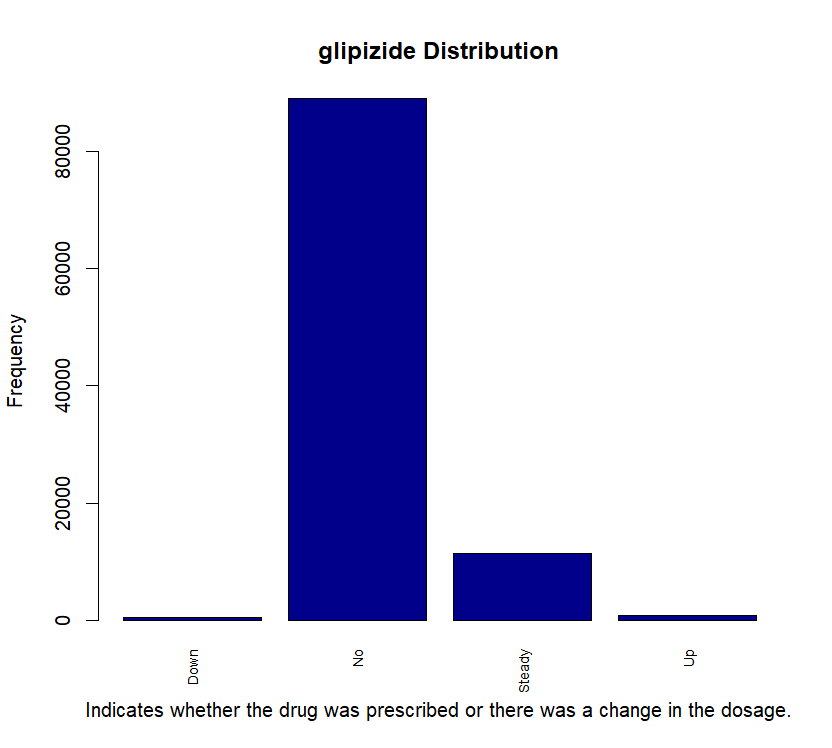 glipizide Distribution
80000
60000
40000
20000
0
Frequency
Down
No
Steady
Up
Indicates whether the drug was prescribed or there was a change in the dosage.